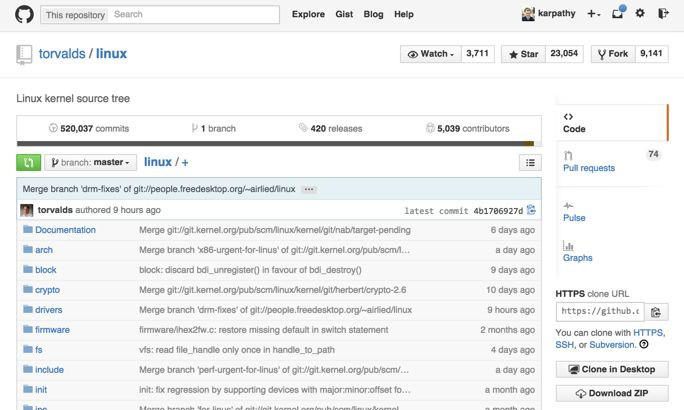 This repository Search Explore Gist Blog Help karpathy
torvalds / linux Watch 3,711 Star 23,054 Fork 9,141
Linux kernel source tree
520,037 commits 1 branch 420 releases 5,039 contributors
branch: master linux / +
Merge branch 'drm-fixes' of git://people.freedesktop.org/~airlied/linux ...
torvalds authored 9 hours ago latest commit 4b1706927d
Documentation Merge git://git.kernel.org/pub/scm/linux/kernel/git/nab/target-pending 6 days ago
arch Merge branch 'x86-urgent-for-linus' of git://git.kernel.org/pub/scm/l… a day ago
block block: discard bdi_unregister() in favour of bdi_destroy() 9 days ago
crypto Merge git://git.kernel.org/pub/scm/linux/kernel/git/herbert/crypto-2.6 10 days ago
drivers Merge branch 'drm-fixes' of git://people.freedesktop.org/~airlied/linux 9 hours ago
firmware firmware/ihex2fw.c: restore missing default in switch statement 2 months ago
fs vfs: read file_handle only once in handle_to_path 4 days ago
include Merge branch 'perf-urgent-for-linus' of git://git.kernel.org/pub/scm/… a day ago
init init: fix regression by supporting devices with major:minor:offset fo… a month ago
Code
Pull requests 74
Pulse
Graphs
HTTPS clone URL
https://github.c
You can clone with HTTPS,
SSH, or Subversion.
Clone in Desktop
Download ZIP